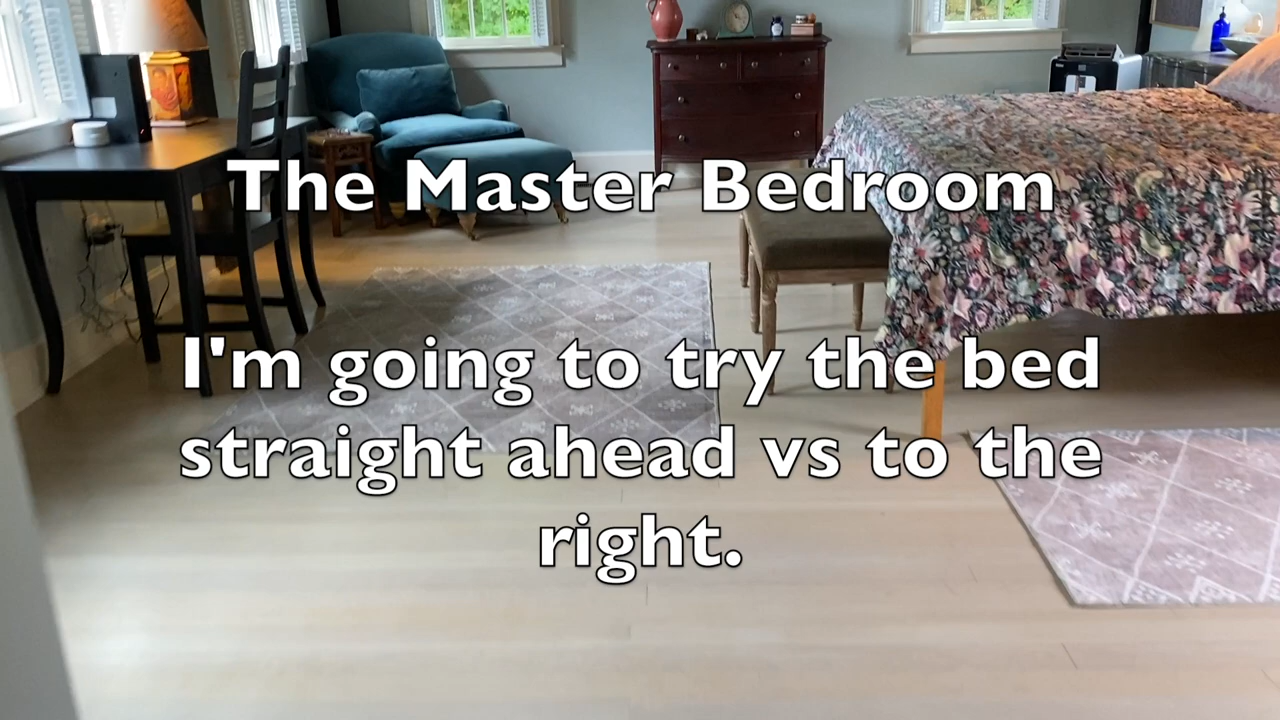 The Master Bedroom
I'm going to try the bed
straight ahead vs to the
right.